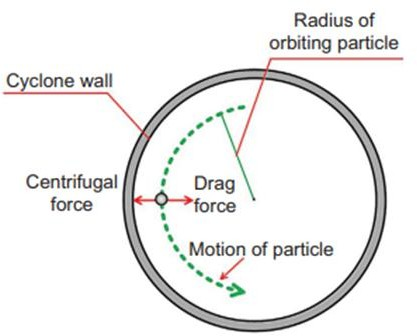 Radius of
orbiting particle
Cyclone wall
Centrifugal
force
Drag
force
Motion of particle